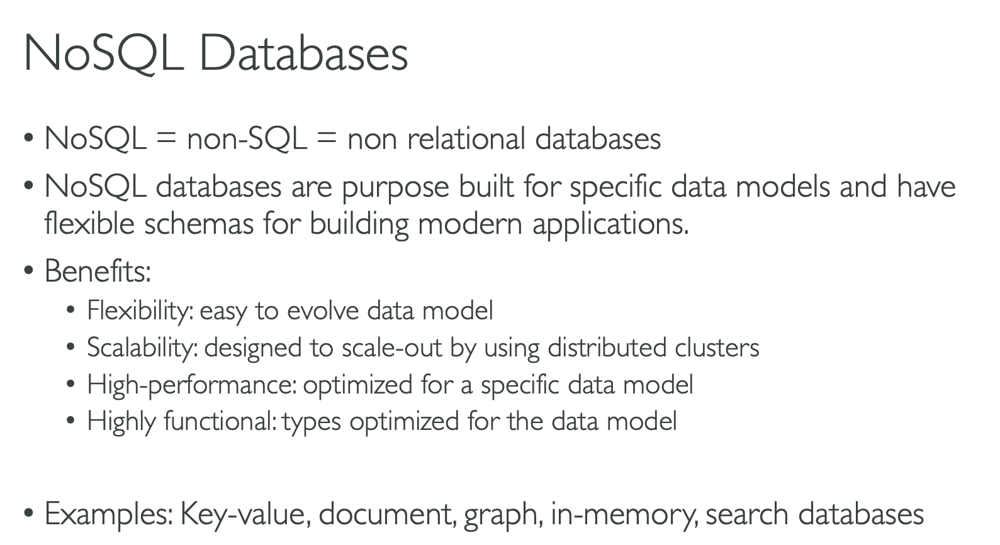 NoSQL Databases
• NoSQL = non-SQL = non relational databases
• NoSQL databases are purpose built for specific data models and have
flexible schemas for building modern applications.
• Benefits:
• Flexibility: easy to evolve data model
• Scalability: designed to scale-out by using distributed clusters
• High-performance: optimized for a specific data model
• Highly functional: types optimized for the data model
• Examples: Key-value, document, graph, in-memory, search databases